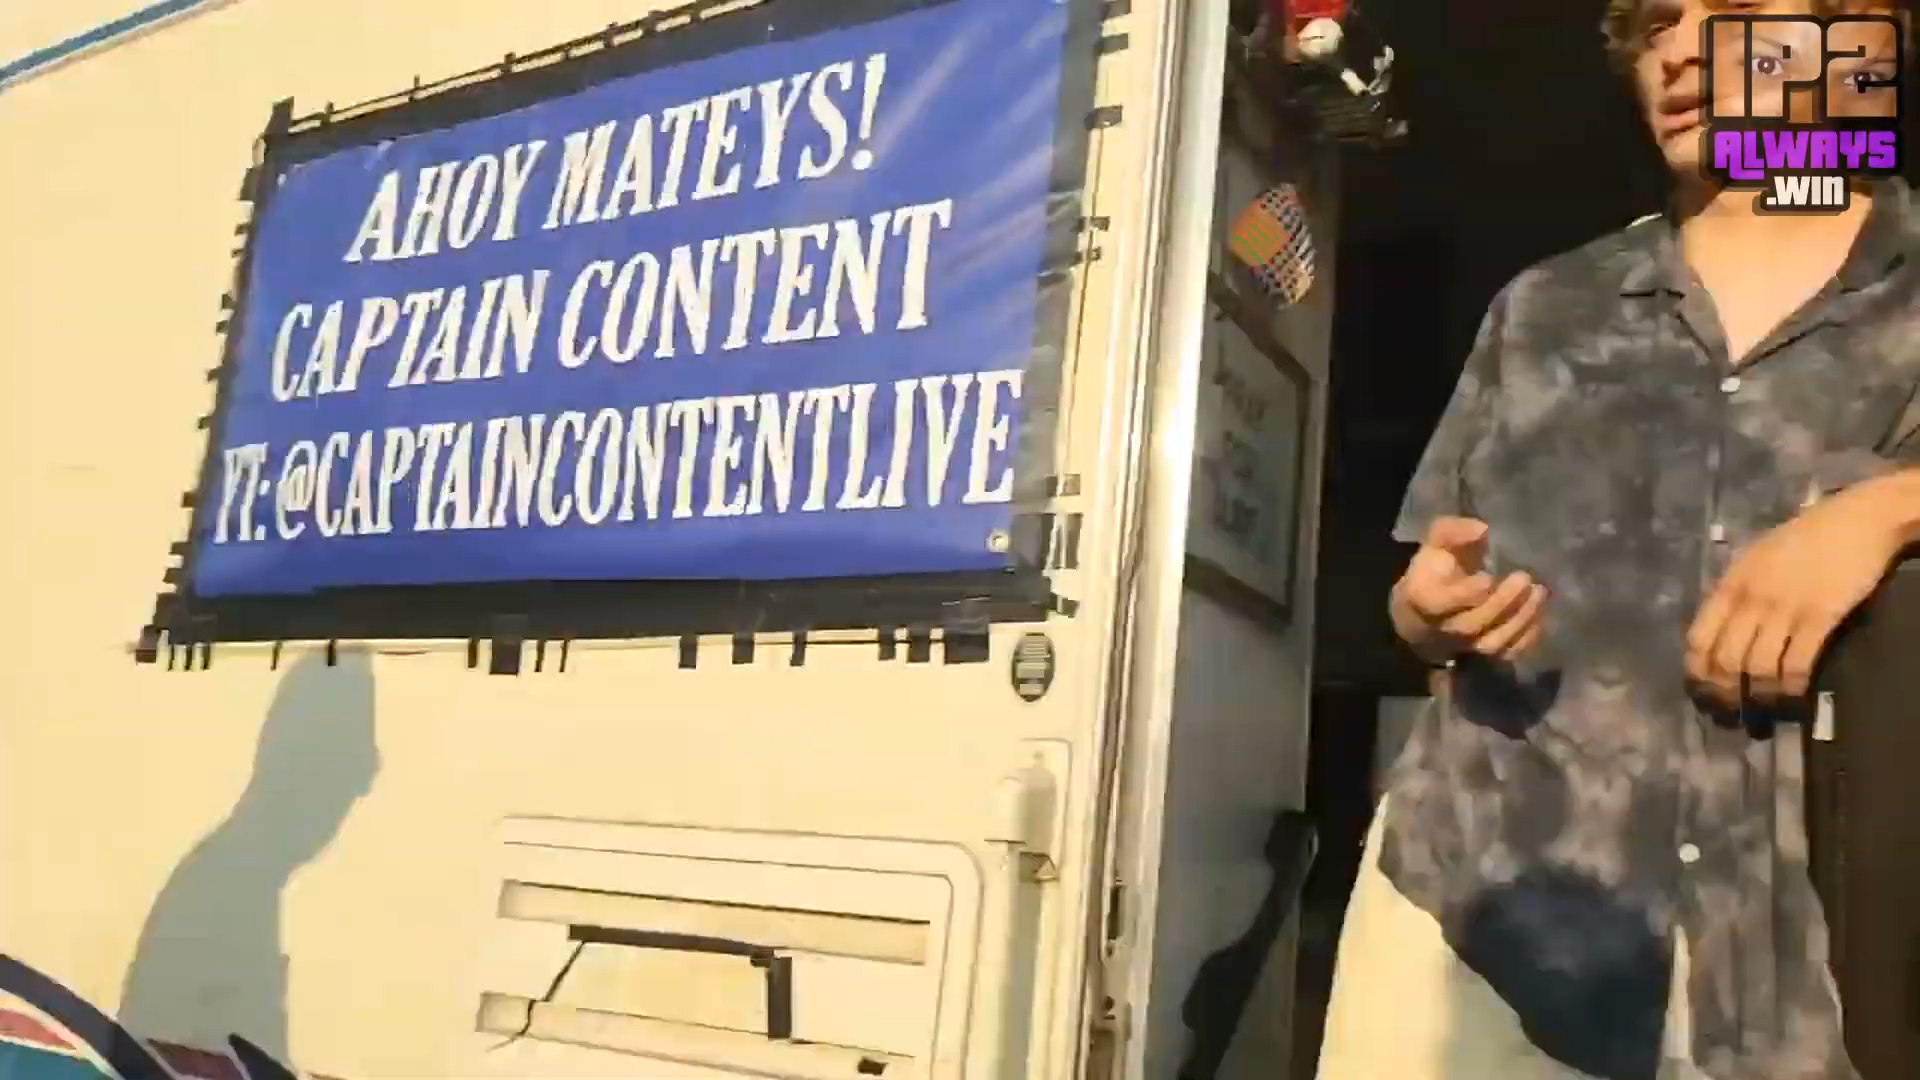 AHOY MATEYS!
CAPTAIN CONTENT
YT: @CAPTAINCONTENTLIVE
IP2
ALWAYS
.WIN